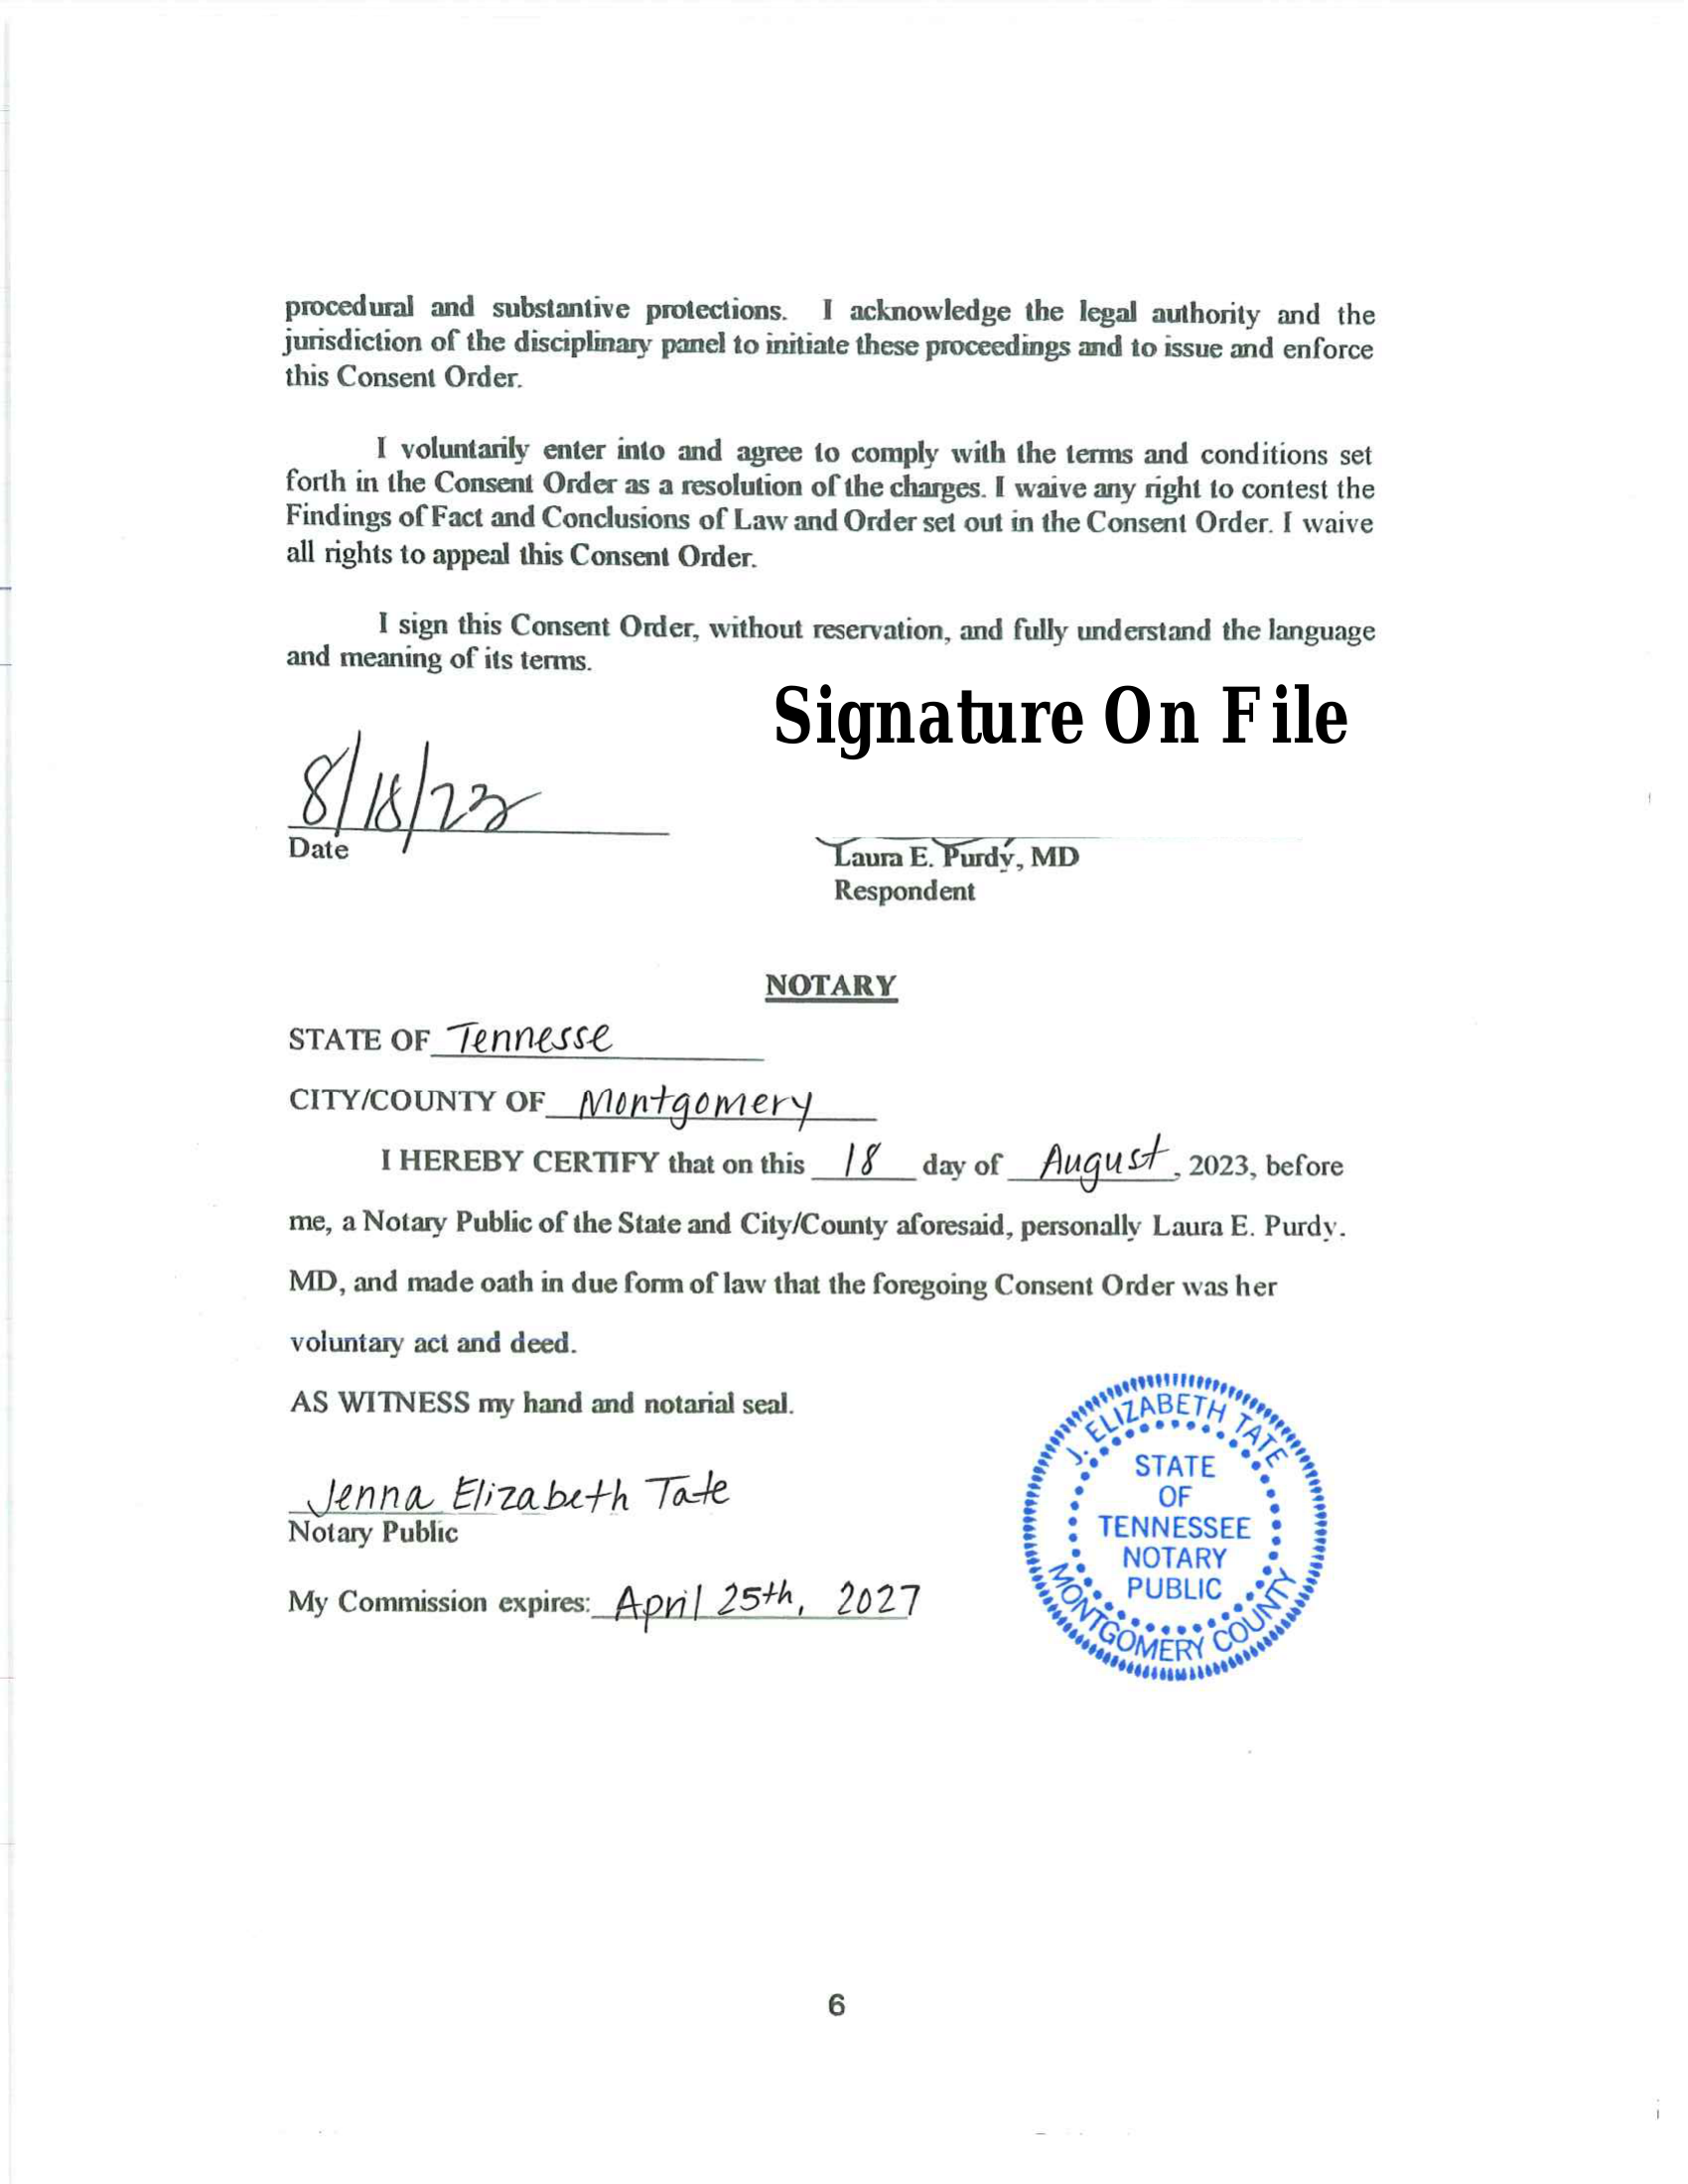 procedural and substantive protections. I acknowledge the legal authority and the
jurisdiction of the disciplinary panel to initiate these proceedings and to issue and enforce
this Consent Order.
I voluntarily enter into and agree to comply with the terms and conditions set
forth in the Consent Order as a resolution of the charges. I waive any right to contest the
Findings of Fact and Conclusions of Law and Order set out in the Consent Order. I waive
all rights to appeal this Consent Order.
I sign this Consent Order, without reservation, and fully understand the language
and meaning of its terms.
Signature On File
8/18/23
Date
Laura E. Purdy, MD
Respondent
NOTARY
STATE OF Tennesse
CITY/COUNTY OF Montgomery
I HEREBY CERTIFY that on this 18 day of August, 2023, before
me, a Notary Public of the State and City/County aforesaid, personally Laura E. Purdy.
MD, and made oath in due form of law that the foregoing Consent Order was her
voluntary act and deed.
AS WITNESS my hand and notarial seal.
Jenna Elizabeth Tate
Notary Public
My Commission expires: April 25th, 2027
J. ELIZABETH TATE
STATE
OF
TENNESSEE
NOTARY
PUBLIC
MONTGOMERY COUNTY
6